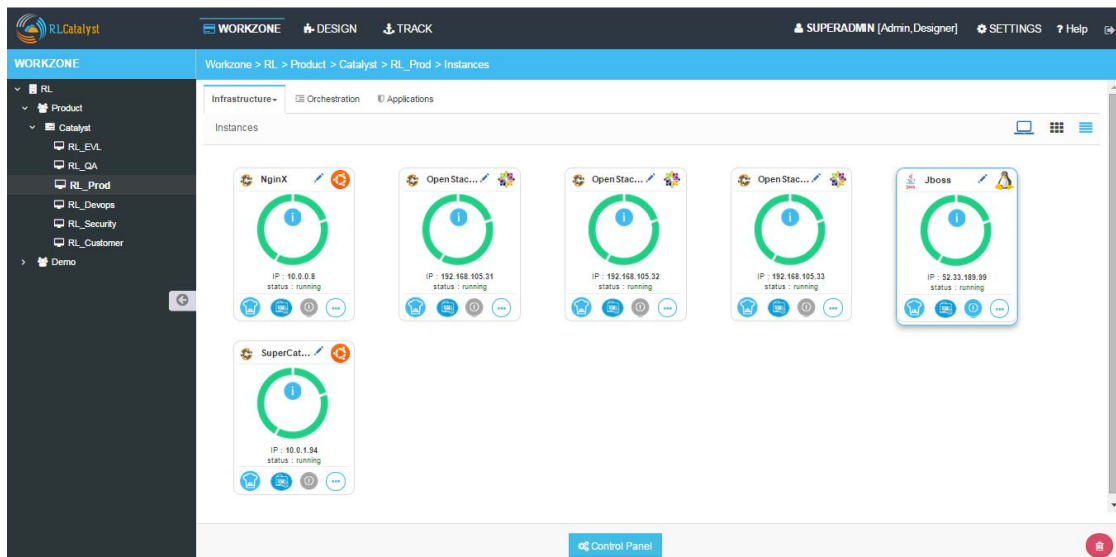 RLCatalyst
WORKZONE DESIGN TRACK SUPERADMIN [Admin,Designer] SETTINGS ? Help
WORKZONE
Workzone > RL > Product > Catalyst > RL_Prod > Instances
RL
Product
Catalyst
RL_EVL
RL_QA
RL_Prod
RL_Devops
RL_Security
RL_Customer
Demo
Infrastructure Orchestration Applications
Instances
NginX
IP : 10.0.0.8
status : running
OpenStac...
IP : 192.168.105.31
status : running
OpenStac...
IP : 192.168.105.32
status : running
OpenStac...
IP : 192.168.105.33
status : running
Java
Jboss
IP : 52.33.189.99
status : running
SuperCat...
IP : 10.0.1.94
status : running
Control Panel